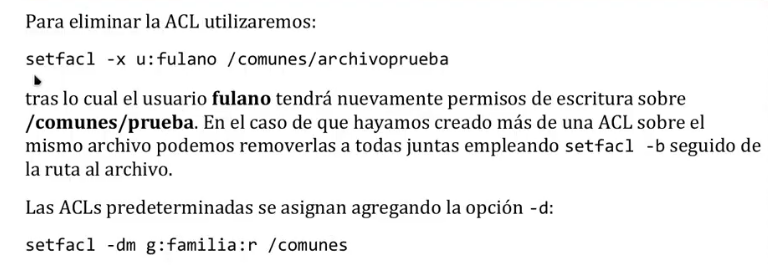 Para eliminar la ACL utilizaremos:
setfacl -x u:fulano /comunes/archivoprueba
tras lo cual el usuario fulano tendrá nuevamente permisos de escritura sobre
/comunes/prueba. En el caso de que hayamos creado más de una ACL sobre el
mismo archivo podemos removerlas a todas juntas empleando setfacl -b seguido de
la ruta al archivo.
Las ACLs predeterminadas se asignan agregando la opción -d:
setfacl -dm g:familia:r /comunes